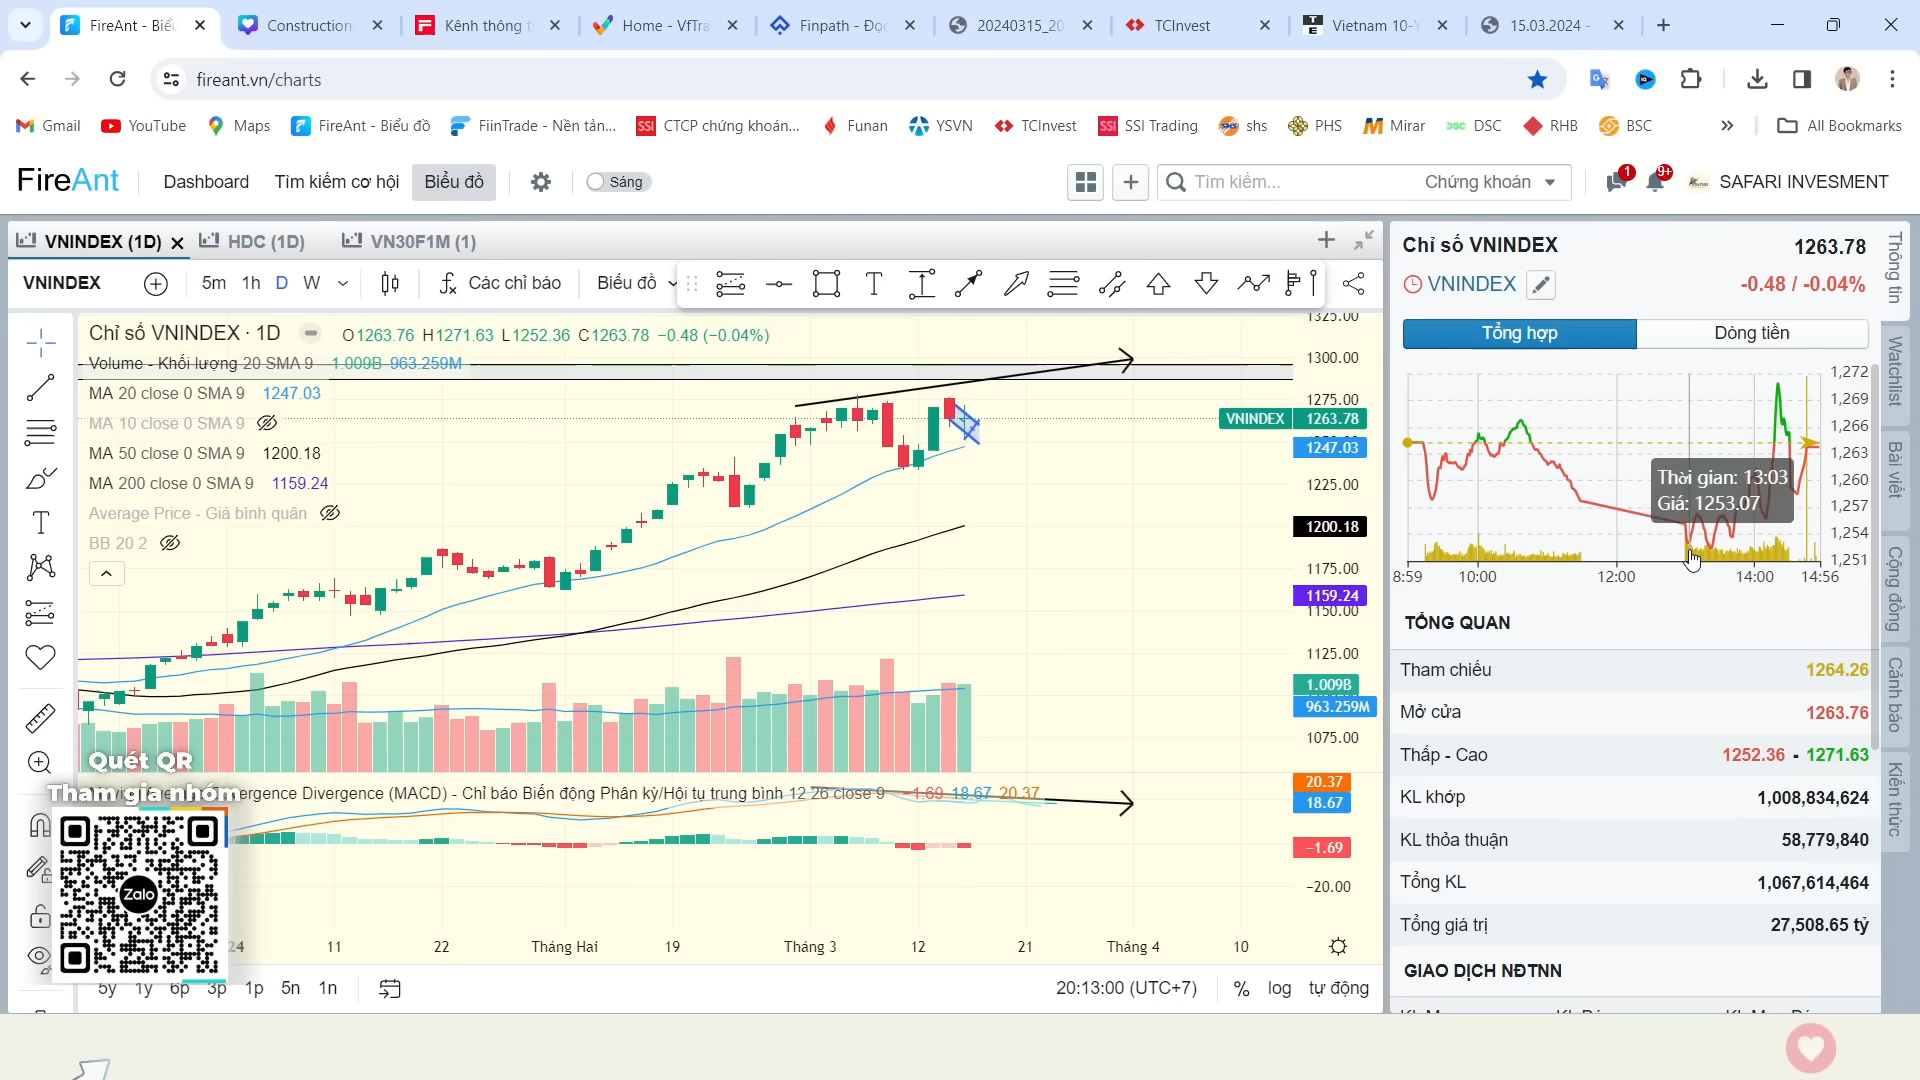 FireAnt - Biểu
Constructions
Kênh thông t
Home - VfTra
Finpath - Đọc
20240315_20
TCInvest
Vietnam 10-Y
15.03.2024 -
fireant.vn/charts
Gmail
YouTube
Maps
FireAnt - Biểu đồ
FiinTrade - Nền tản...
CTCP chứng khoán...
Funan
YSVN
TCInvest
SSI Trading
shs
PHS
Mirar
DSC
RHB
BSC
All Bookmarks
FireAnt
Dashboard
Tìm kiếm cơ hội
Biểu đồ
Sáng
Tìm kiếm...
Chứng khoán
1
9+
SAFARI INVESMENT
VNINDEX (1D)
HDC (1D)
VN30F1M (1)
VNINDEX
5m 1h D W
Các chỉ báo
Biểu đồ
Chỉ số VNINDEX · 1D
O1263.76 H1271.63 L1252.36 C1263.78 −0.48 (−0.04%)
Volume - Khối lượng 20 SMA 9 1.009B 963.259M
MA 20 close 0 SMA 9 1247.03
MA 10 close 0 SMA 9
MA 50 close 0 SMA 9 1200.18
MA 200 close 0 SMA 9 1159.24
Average Price - Giá bình quân
BB 20 2
1325.00
1300.00
1275.00
VNINDEX 1263.78
1247.03
1225.00
1200.18
1175.00
1159.24
1150.00
1125.00
1.009B
963.259M
1075.00
ergence Divergence (MACD) - Chỉ báo Biến động Phân kỳ/Hội tụ trung bình 12 26 close 9 −1.69 18.67 20.37
20.37
18.67
−1.69
−20.00
Quét QR
Tham gia nhóm
Zalo
24 11 22 Tháng Hai 19 Tháng 3 12 21 Tháng 4 10
5y 1y 6p 3p 1p 5n 1n
20:13:00 (UTC+7)
% log tự động
Chỉ số VNINDEX
1263.78
VNINDEX
-0.48 / -0.04%
Tổng hợp
Dòng tiền
1,272
1,269
1,266
1,263
1,260
1,257
1,254
1,251
Thời gian: 13:03
Giá: 1253.07
8:59 10:00 12:00 14:00 14:56
TỔNG QUAN
Tham chiếu 1264.26
Mở cửa 1263.76
Thấp - Cao 1252.36 - 1271.63
KL khớp 1,008,834,624
KL thỏa thuận 58,779,840
Tổng KL 1,067,614,464
Tổng giá trị 27,508.65 tỷ
GIAO DỊCH NĐTNN
Thông tin
Watchlist
Bài viết
Cộng đồng
Cảnh báo
Kiến thức